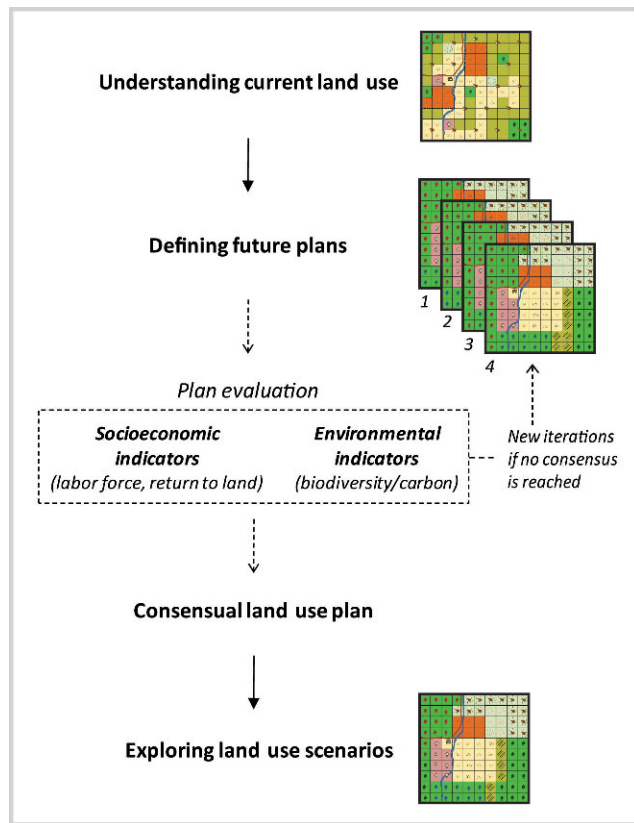 Understanding current land use
Defining future plans
1
2
3
4
Plan evaluation
Socioeconomic
indicators
(labor force, return to land)
Environmental
indicators
(biodiversity/carbon)
New iterations
if no consensus
is reached
Consensual land use plan
Exploring land use scenarios